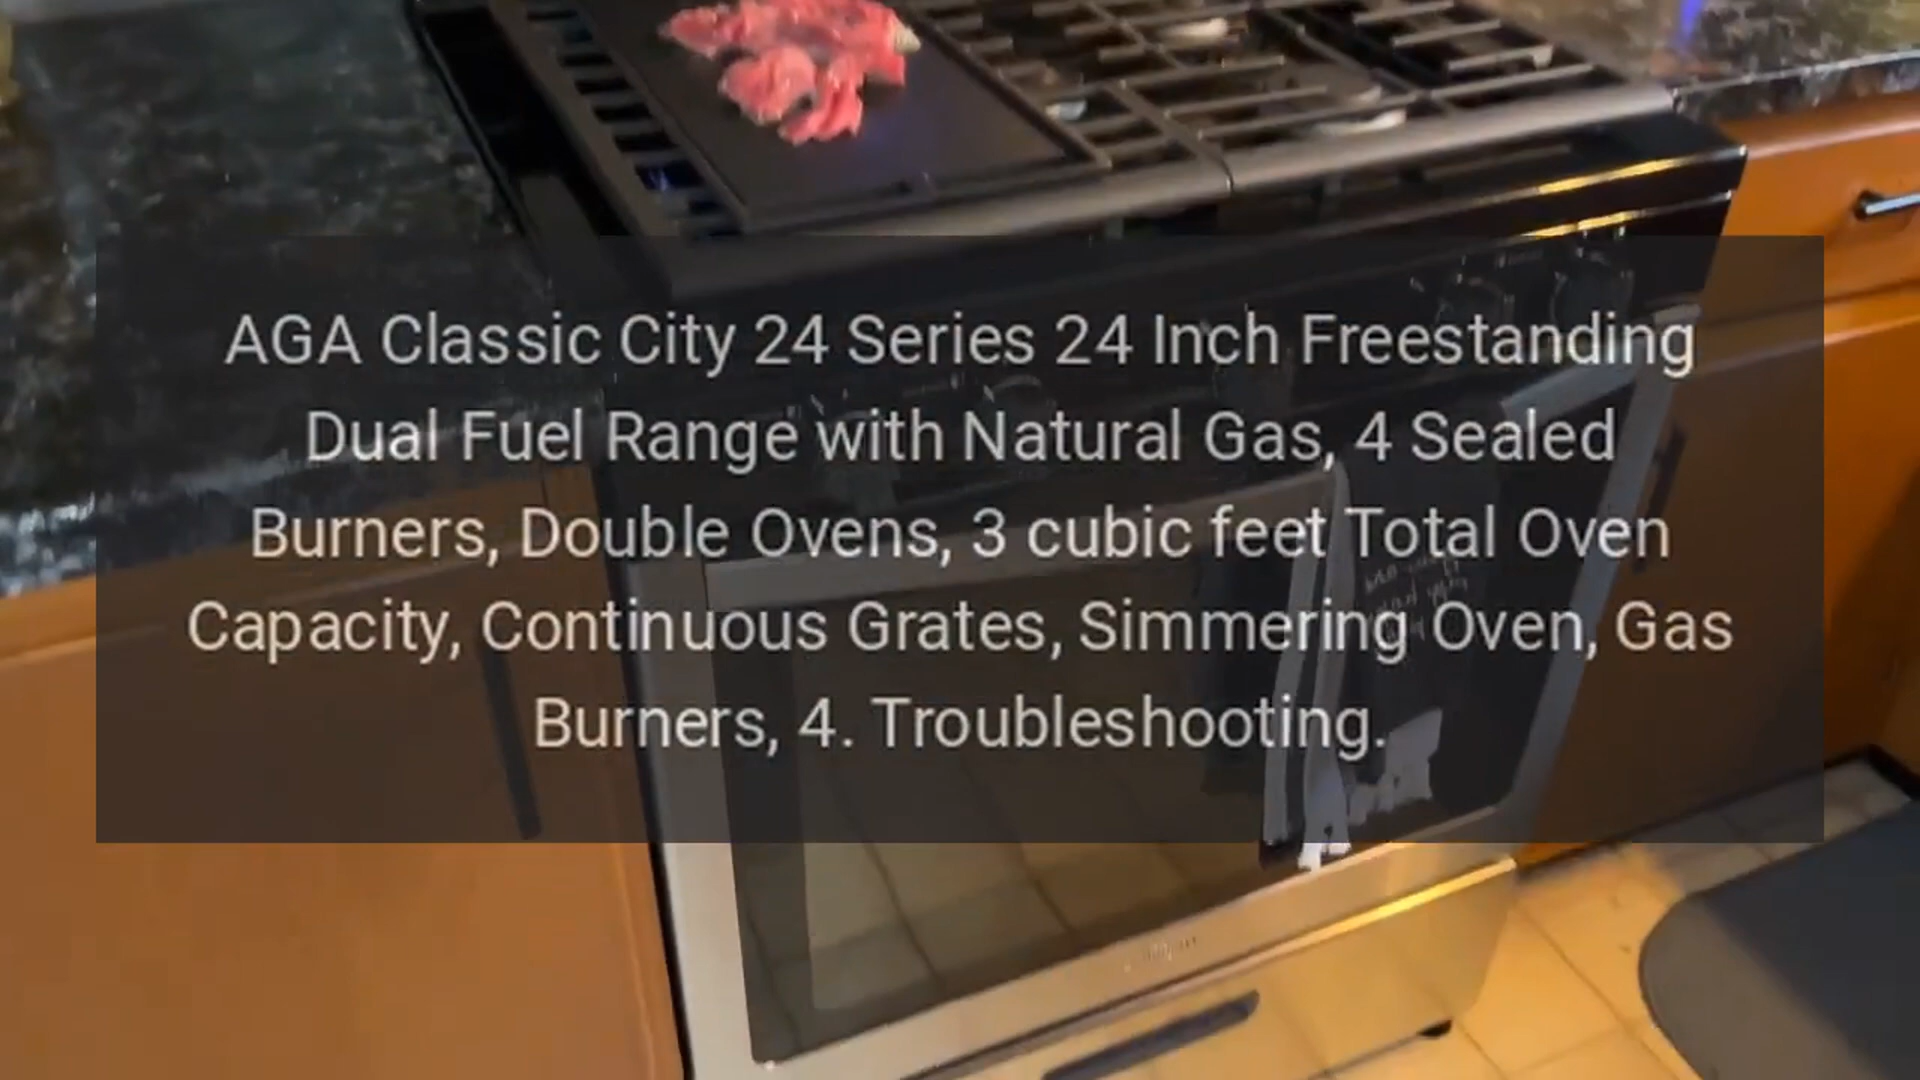 AGA Classic City 24 Series 24 Inch Freestanding
Dual Fuel Range with Natural Gas, 4 Sealed
Burners, Double Ovens, 3 cubic feet Total Oven
Capacity, Continuous Grates, Simmering Oven, Gas
Burners, 4. Troubleshooting.